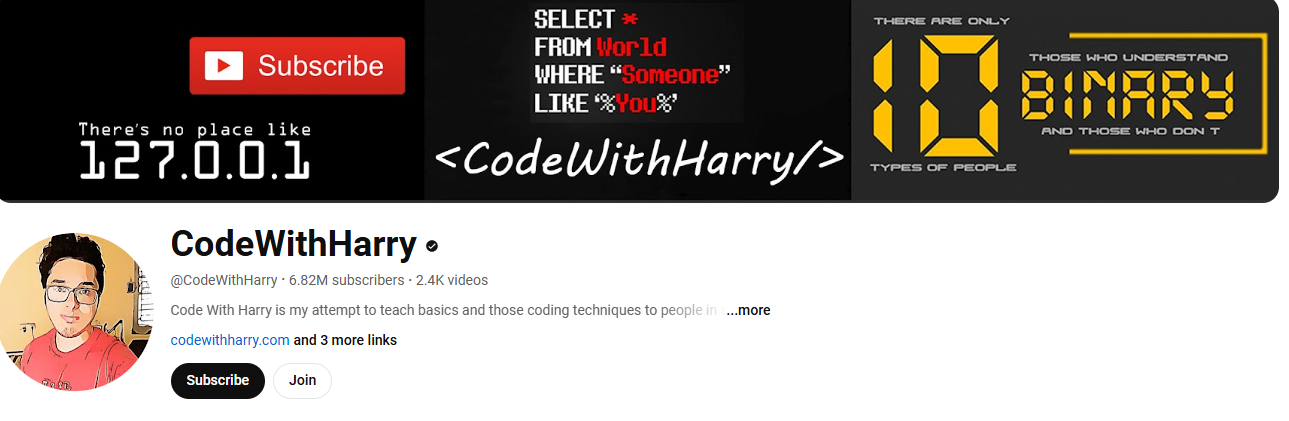 Subscribe
There's no place like
127.0.0.1
SELECT *
FROM World
WHERE “Someone”
LIKE ‘%You%’
<CodeWithHarry/>
THERE ARE ONLY
10
TYPES OF PEOPLE
THOSE WHO UNDERSTAND
BINARY
AND THOSE WHO DON T
CodeWithHarry
@CodeWithHarry · 6.82M subscribers · 2.4K videos
Code With Harry is my attempt to teach basics and those coding techniques to people in ...more
codewithharry.com and 3 more links
Subscribe Join